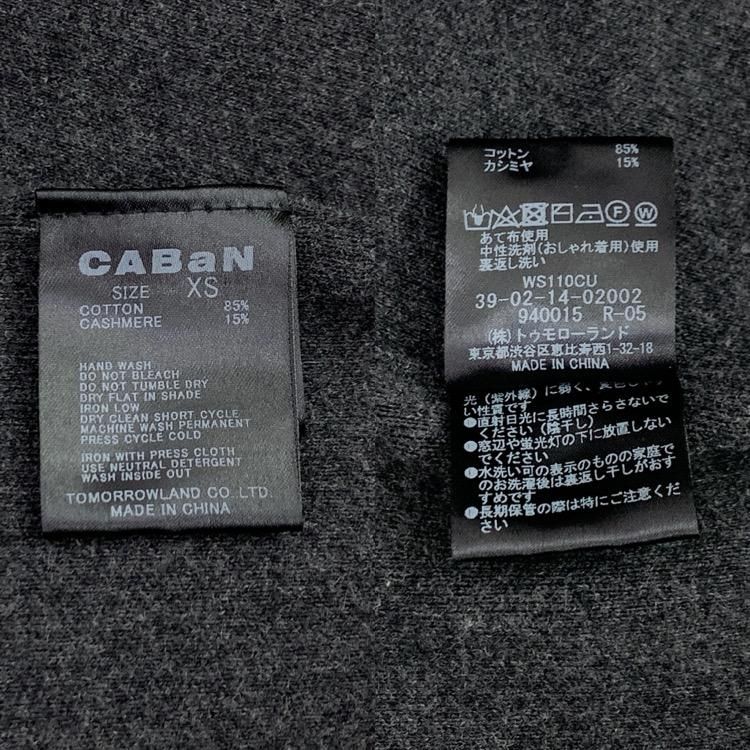 CABaN
SIZE XS
COTTON 85%
CASHMERE 15%
HAND WASH
DO NOT BLEACH
DO NOT TUMBLE DRY
DRY FLAT IN SHADE
IRON LOW
DRY CLEAN SHORT CYCLE
MACHINE WASH PERMANENT
PRESS CYCLE COLD
IRON WITH PRESS CLOTH
USE NEUTRAL DETERGENT
WASH INSIDE OUT
TOMORROWLAND CO.,LTD.
MADE IN CHINA
コットン 85%
カシミヤ 15%
F W
あて布使用
中性洗剤(おしゃれ着用)使用
裏返し洗い
WS110CU
39-02-14-02002
940015 R-05
(株)トゥモローランド
東京都渋谷区恵比寿西1-32-18
MADE IN CHINA
光(紫外線)に弱く、変色しやす
い性質です
●直射日光に長時間さらさないで
ください(陰干し)
●窓辺や蛍光灯の下に放置しない
でください
●水洗い可の表示のものの家庭で
のお洗濯後は裏返し干しがおす
すめです
●長期保管の際は特にご注意くだ
さい